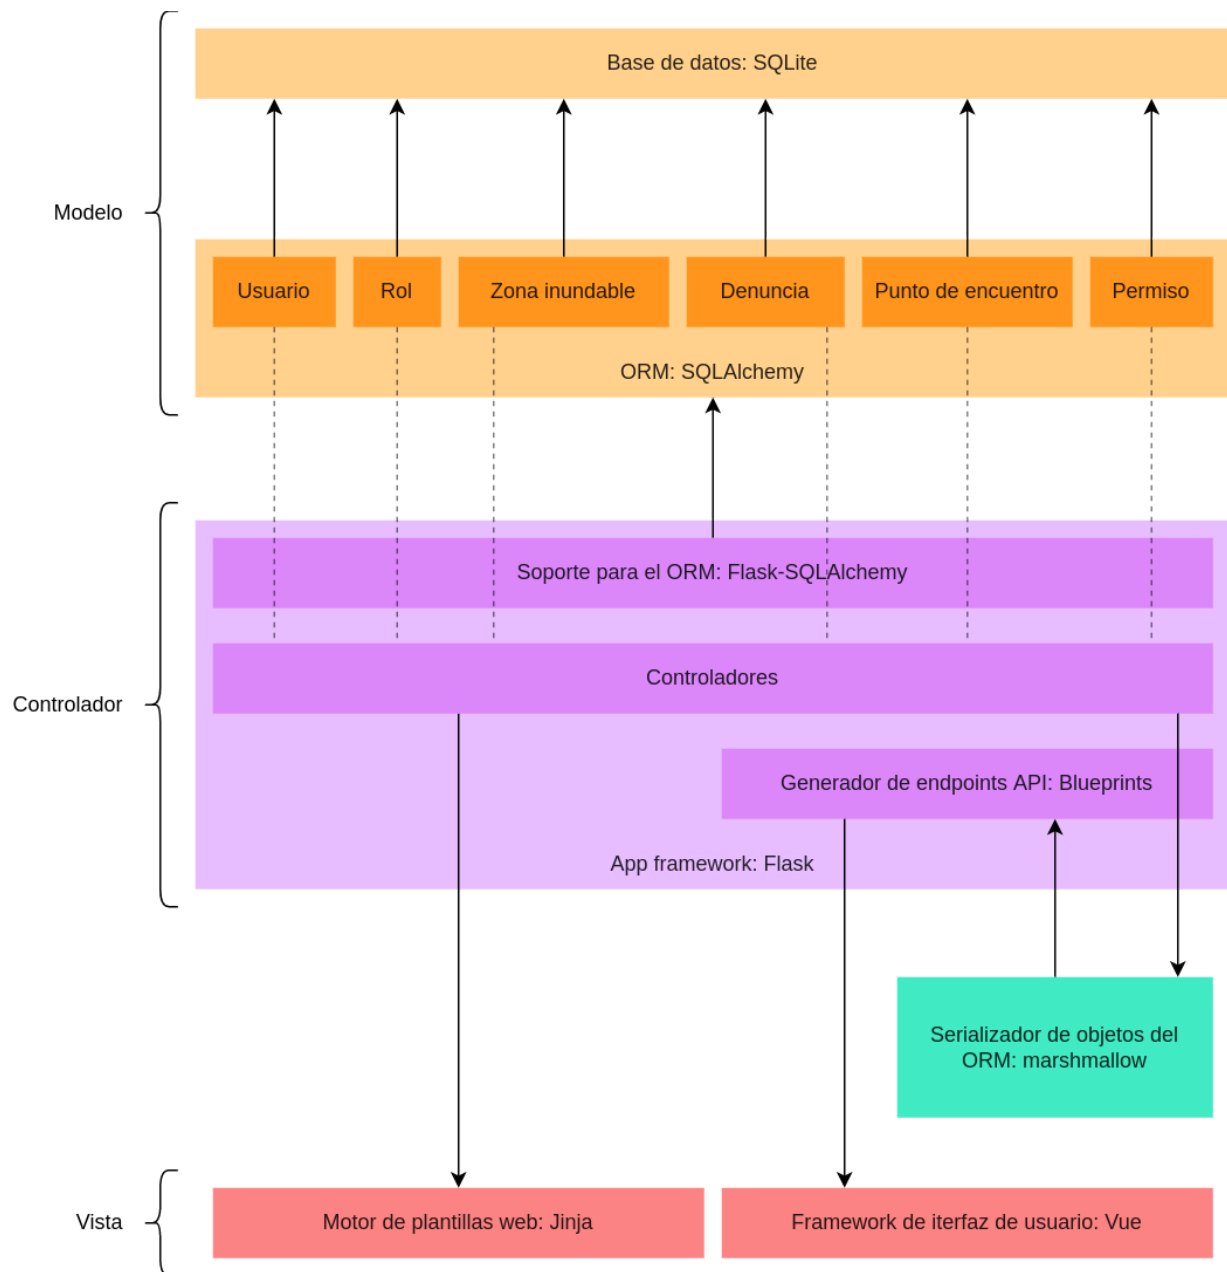 Base de datos: SQLite
Modelo
Usuario
Rol
Zona inundable
Denuncia
Punto de encuentro
Permiso
ORM: SQLAlchemy
Soporte para el ORM: Flask-SQLAlchemy
Controladores
Controlador
Generador de endpoints API: Blueprints
App framework: Flask
Serializador de objetos del
ORM: marshmallow
Vista
Motor de plantillas web: Jinja
Framework de iterfaz de usuario: Vue